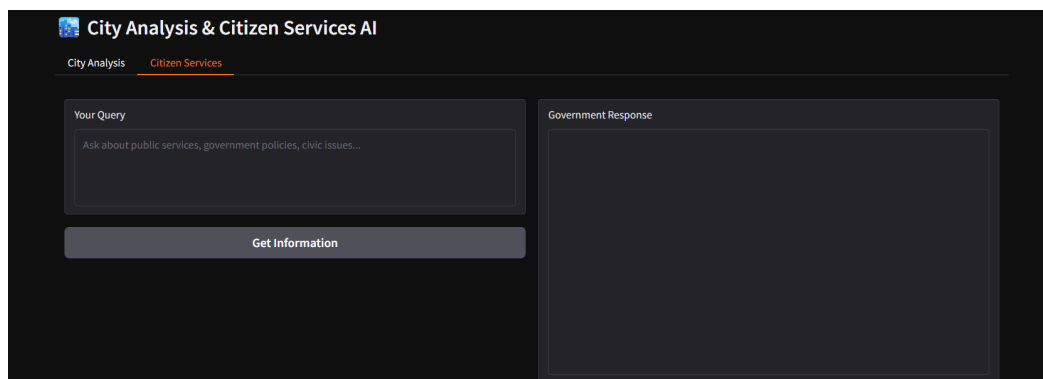 City Analysis & Citizen Services AI
City Analysis
Citizen Services
Your Query
Ask about public services, government policies, civic issues...
Get Information
Government Response